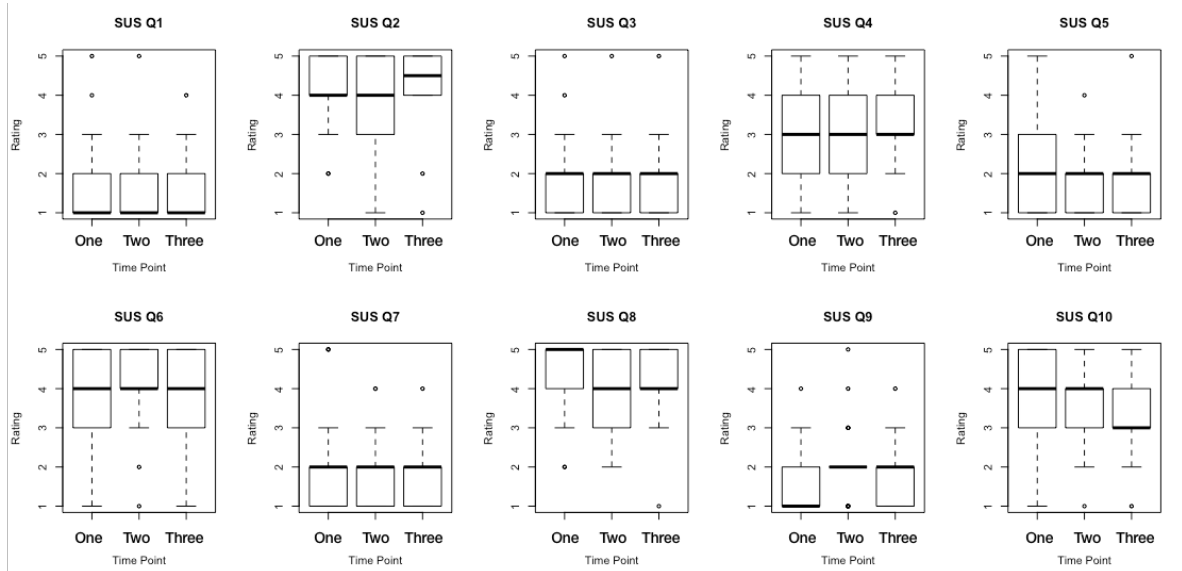 SUS Q1
Rating
5
4
3
2
1
One Two Three
Time Point
SUS Q2
Rating
5
4
3
2
1
One Two Three
Time Point
SUS Q3
Rating
5
4
3
2
1
One Two Three
Time Point
SUS Q4
Rating
5
4
3
2
1
One Two Three
Time Point
SUS Q5
Rating
5
4
3
2
1
One Two Three
Time Point
SUS Q6
Rating
5
4
3
2
1
One Two Three
Time Point
SUS Q7
Rating
5
4
3
2
1
One Two Three
Time Point
SUS Q8
Rating
5
4
3
2
1
One Two Three
Time Point
SUS Q9
Rating
5
4
3
2
1
One Two Three
Time Point
SUS Q10
Rating
5
4
3
2
1
One Two Three
Time Point